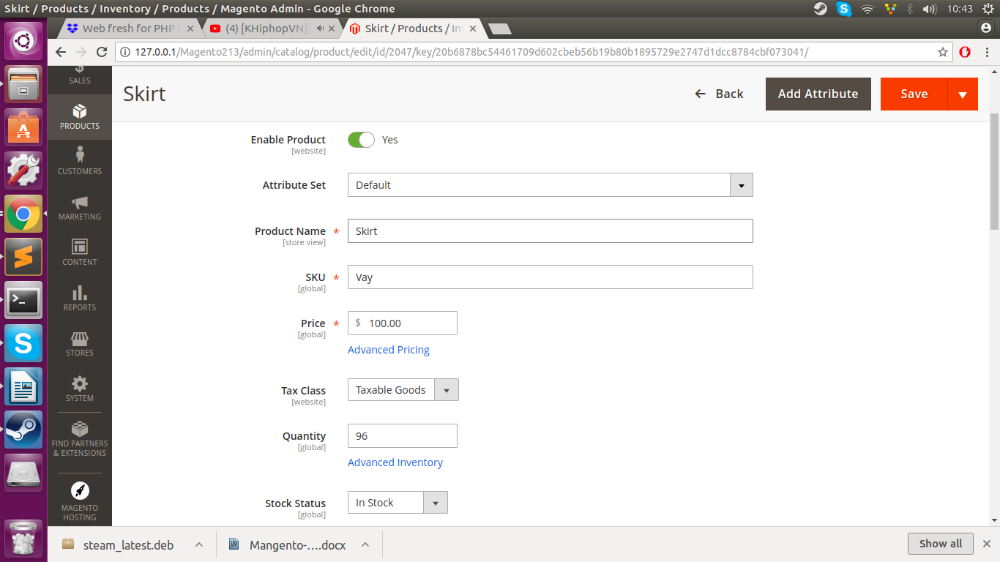 Skirt / Products / Inventory / Products / Magento Admin - Google Chrome
10:43
Web fresh for PHP
(4) [KHiphopVN]
Skirt / Products /
127.0.0.1/Magento213/admin/catalog/product/edit/id/2047/key/20b6878bc54461709d602cbeb56b19b80b1895729e2747d1dcc8784cbf073041/
SALES
PRODUCTS
CUSTOMERS
MARKETING
CONTENT
REPORTS
STORES
SYSTEM
FIND PARTNERS
& EXTENSIONS
MAGENTO
HOSTING
Skirt
Back
Add Attribute
Save
Enable Product
[website]
Yes
Attribute Set
Default
Product Name *
[store view]
Skirt
SKU *
[global]
Vay
Price *
[global]
$ 100.00
Advanced Pricing
Tax Class
[website]
Taxable Goods
Quantity
[global]
96
Advanced Inventory
Stock Status
[global]
In Stock
steam_latest.deb
Mangento-....docx
Show all